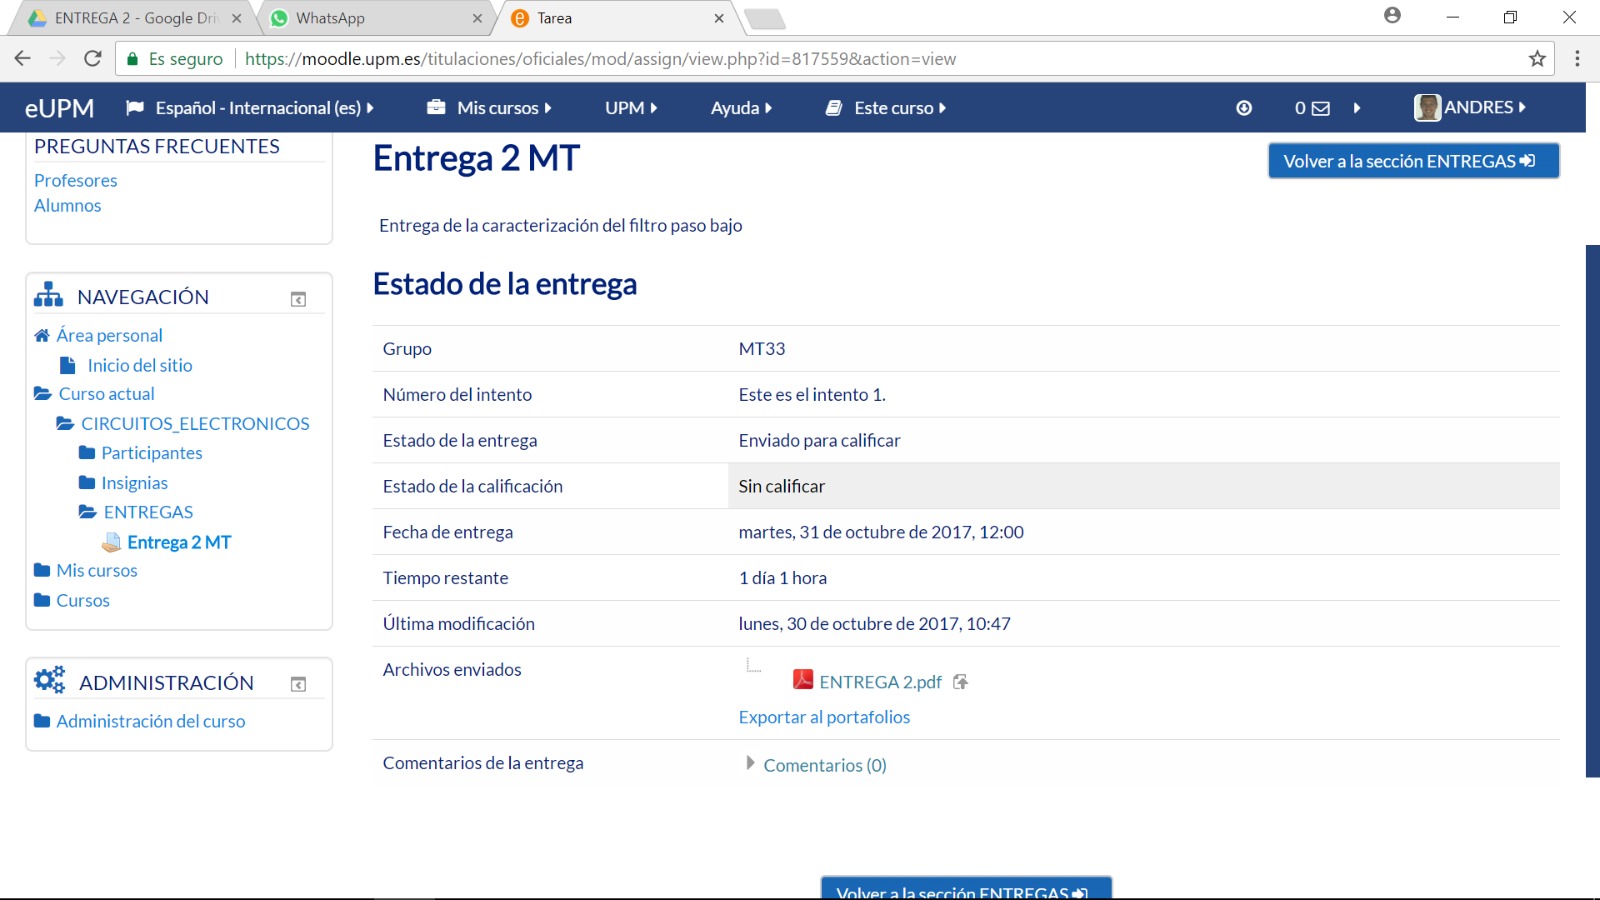 ENTREGA 2 - Google Dri
WhatsApp
Tarea
Es seguro
https://moodle.upm.es/titulaciones/oficiales/mod/assign/view.php?id=817559&action=view
eUPM
Español - Internacional (es)
Mis cursos
UPM
Ayuda
Este curso
0
ANDRES
PREGUNTAS FRECUENTES
Profesores
Alumnos
NAVEGACIÓN
Área personal
Inicio del sitio
Curso actual
CIRCUITOS_ELECTRONICOS
Participantes
Insignias
ENTREGAS
Entrega 2 MT
Mis cursos
Cursos
ADMINISTRACIÓN
Administración del curso
Entrega 2 MT
Volver a la sección ENTREGAS
Entrega de la caracterización del filtro paso bajo
Estado de la entrega
Grupo MT33
Número del intento Este es el intento 1.
Estado de la entrega Enviado para calificar
Estado de la calificación Sin calificar
Fecha de entrega martes, 31 de octubre de 2017, 12:00
Tiempo restante 1 día 1 hora
Última modificación lunes, 30 de octubre de 2017, 10:47
Archivos enviados ENTREGA 2.pdf
Exportar al portafolios
Comentarios de la entrega Comentarios (0)
Volver a la sección ENTREGAS